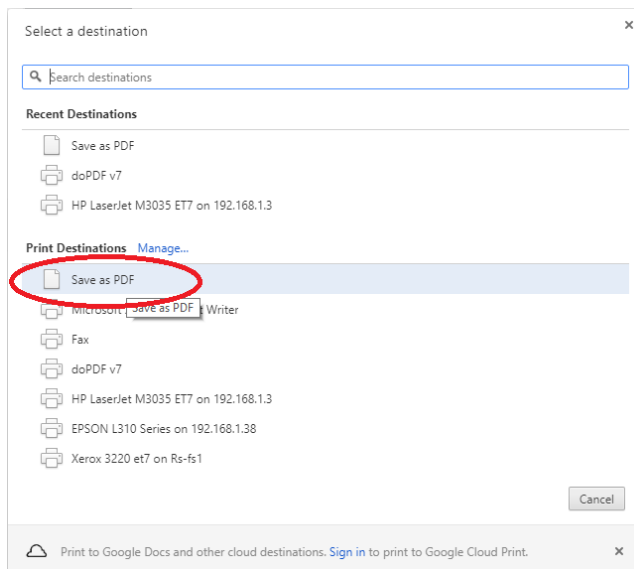 Select a destination
Search destinations
Recent Destinations
Save as PDF
doPDF v7
HP LaserJet M3035 ET7 on 192.168.1.3
Print Destinations Manage...
Save as PDF
Microsoft Save as PDF t Writer
Fax
doPDF v7
HP LaserJet M3035 ET7 on 192.168.1.3
EPSON L310 Series on 192.168.1.38
Xerox 3220 et7 on Rs-fs1
Cancel
Print to Google Docs and other cloud destinations. Sign in to print to Google Cloud Print.